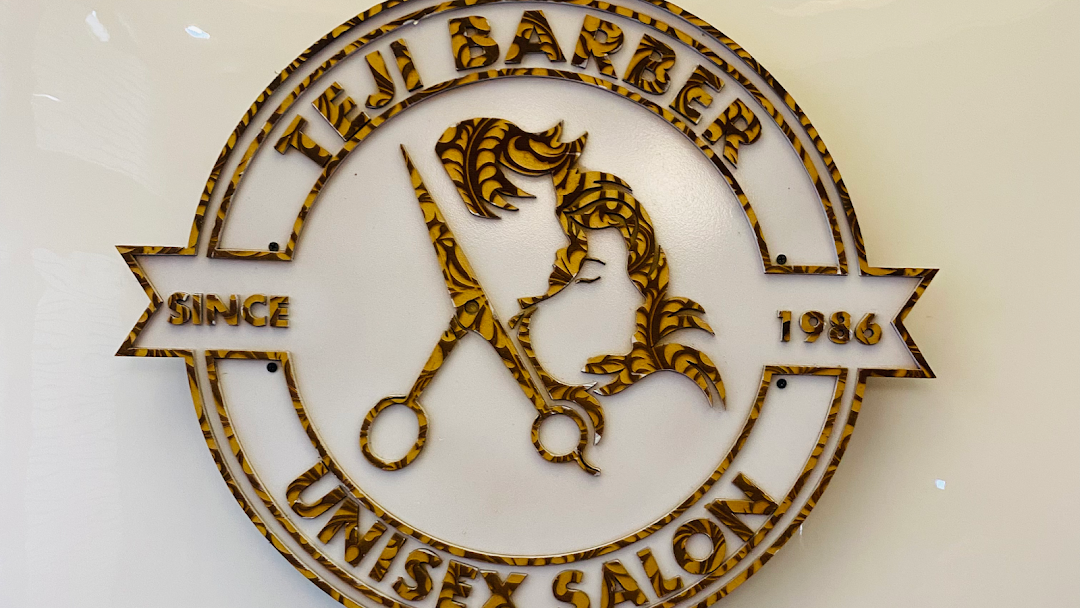 TEJI BARBER
SINCE
1986
UNISEX SALON